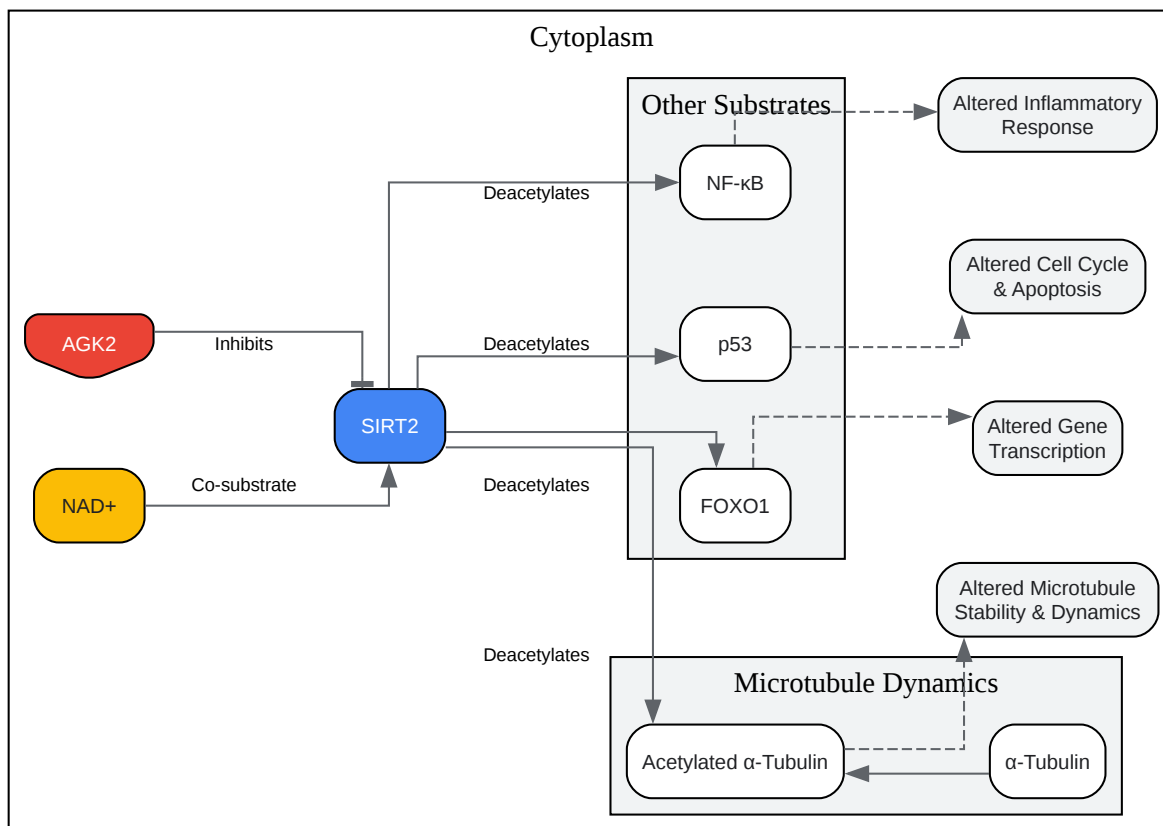 Cytoplasm
Other Substrates
Altered Inflammatory
Response
NF-κB
Deacetylates
Altered Cell Cycle
& Apoptosis
AGK2
Inhibits
Deacetylates
p53
SIRT2
Altered Gene
Transcription
NAD+
Co-substrate
Deacetylates
FOXO1
Altered Microtubule
Stability & Dynamics
Deacetylates
Microtubule Dynamics
Acetylated α-Tubulin
α-Tubulin